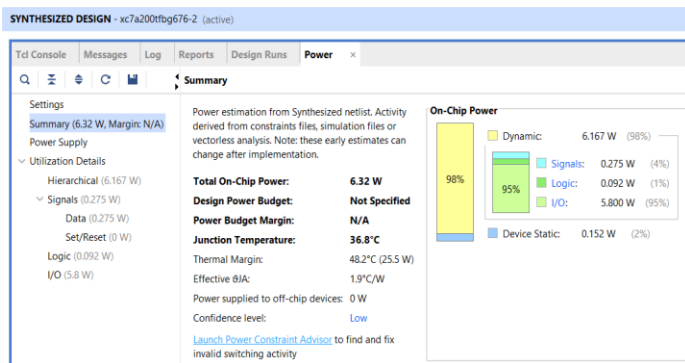 SYNTHESIZED DESIGN - xc7a200tfbg676-2 (active)
Tcl Console Messages Log Reports Design Runs Power ×
Summary
Settings
Summary (6.32 W, Margin: N/A)
Power Supply
Utilization Details
Hierarchical (6.167 W)
Signals (0.275 W)
Data (0.275 W)
Set/Reset (0 W)
Logic (0.092 W)
I/O (5.8 W)
Power estimation from Synthesized netlist. Activity
derived from constraints files, simulation files or
vectorless analysis. Note: these early estimates can
change after implementation.
Total On-Chip Power: 6.32 W
Design Power Budget: Not Specified
Power Budget Margin: N/A
Junction Temperature: 36.8°C
Thermal Margin: 48.2°C (25.5 W)
Effective ϑJA: 1.9°C/W
Power supplied to off-chip devices: 0 W
Confidence level: Low
Launch Power Constraint Advisor to find and fix
invalid switching activity
On-Chip Power
Dynamic: 6.167 W (98%)
Signals: 0.275 W (4%)
98%
95%
Logic: 0.092 W (1%)
I/O: 5.800 W (95%)
Device Static: 0.152 W (2%)